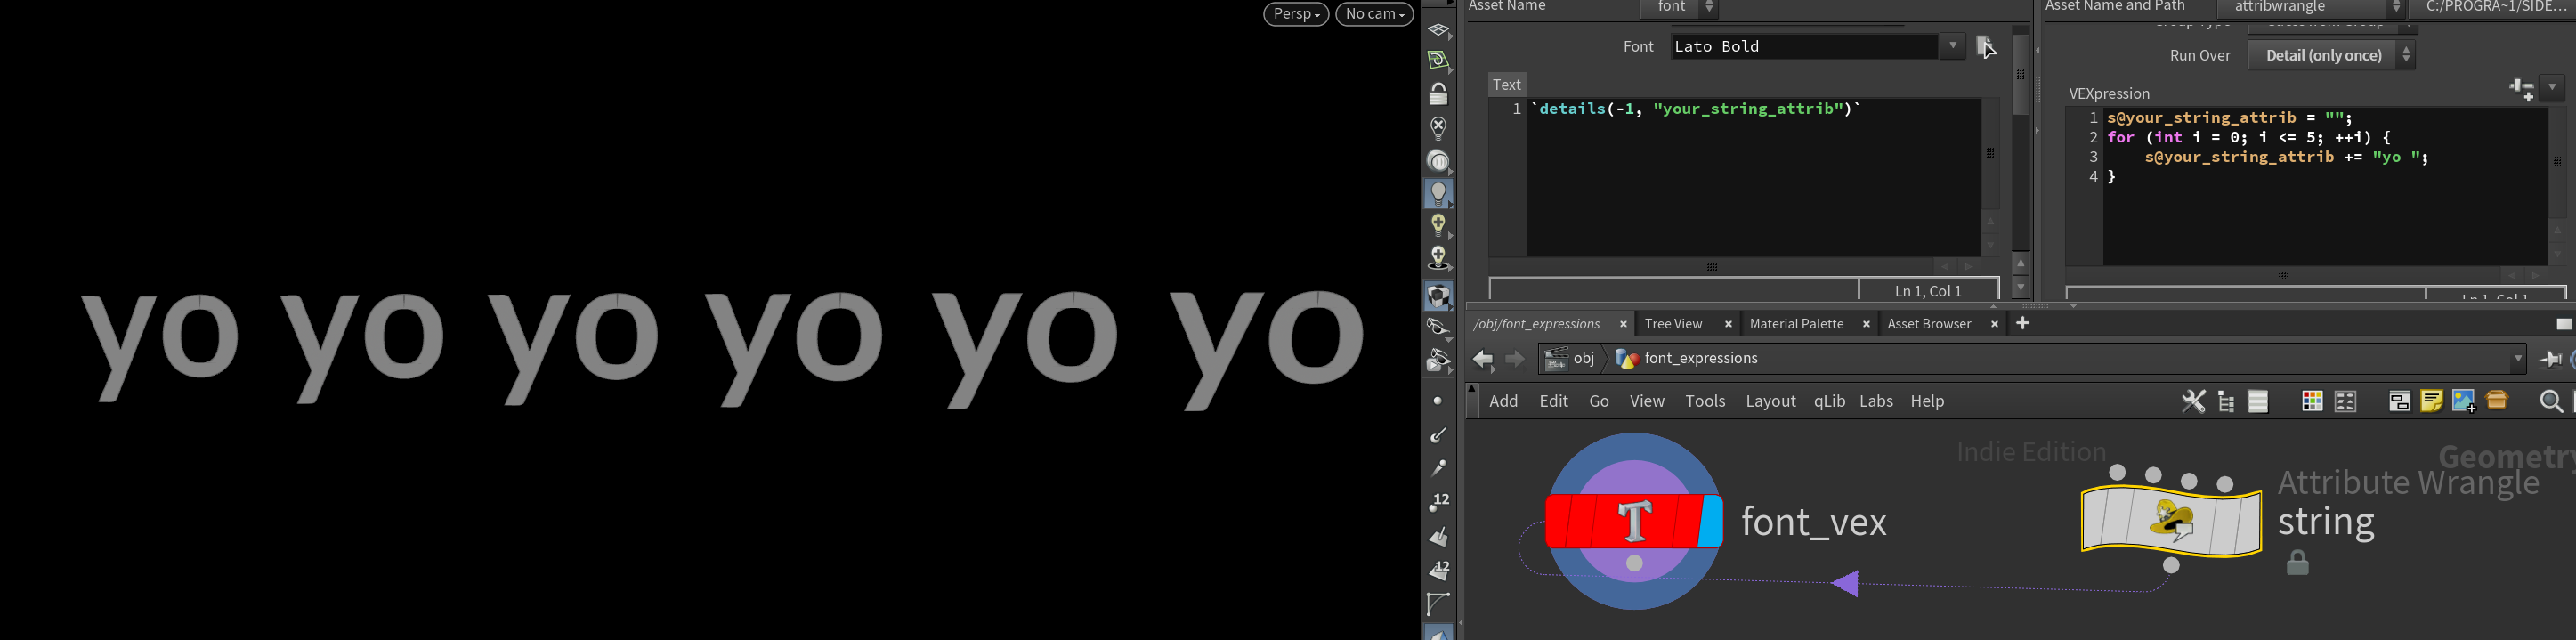 Persp
No cam
yo yo yo yo yo yo
Asset Name
font
Font
Lato Bold
Text
1 `details(-1, "your_string_attrib")`
Ln 1, Col 1
Asset Name and Path
attribwrangle
C:/PROGRA~1/SIDE...
Run Over
Detail (only once)
VEXpression
1 s@your_string_attrib = "";
2 for (int i = 0; i <= 5; ++i) {
3     s@your_string_attrib += "yo ";
4 }
12
12
/obj/font_expressions
Tree View
Material Palette
Asset Browser
obj
font_expressions
Add Edit Go View Tools Layout qLib Labs Help
Indie Edition
Geometry
T
font_vex
Attribute Wrangle
string